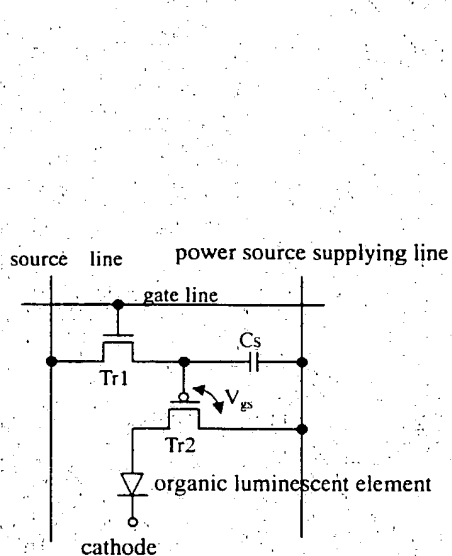 source line power source supplying line
gate line
Cs
Tr1
Vgs
Tr2
organic luminescent element
cathode